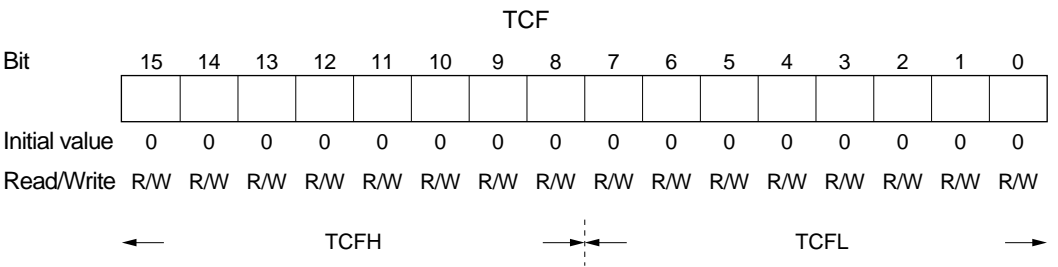 TCF
Bit 15 14 13 12 11 10 9 8 7 6 5 4 3 2 1 0
Initial value 0 0 0 0 0 0 0 0 0 0 0 0 0 0 0 0
Read/Write R/W R/W R/W R/W R/W R/W R/W R/W R/W R/W R/W R/W R/W R/W R/W R/W
TCFH TCFL